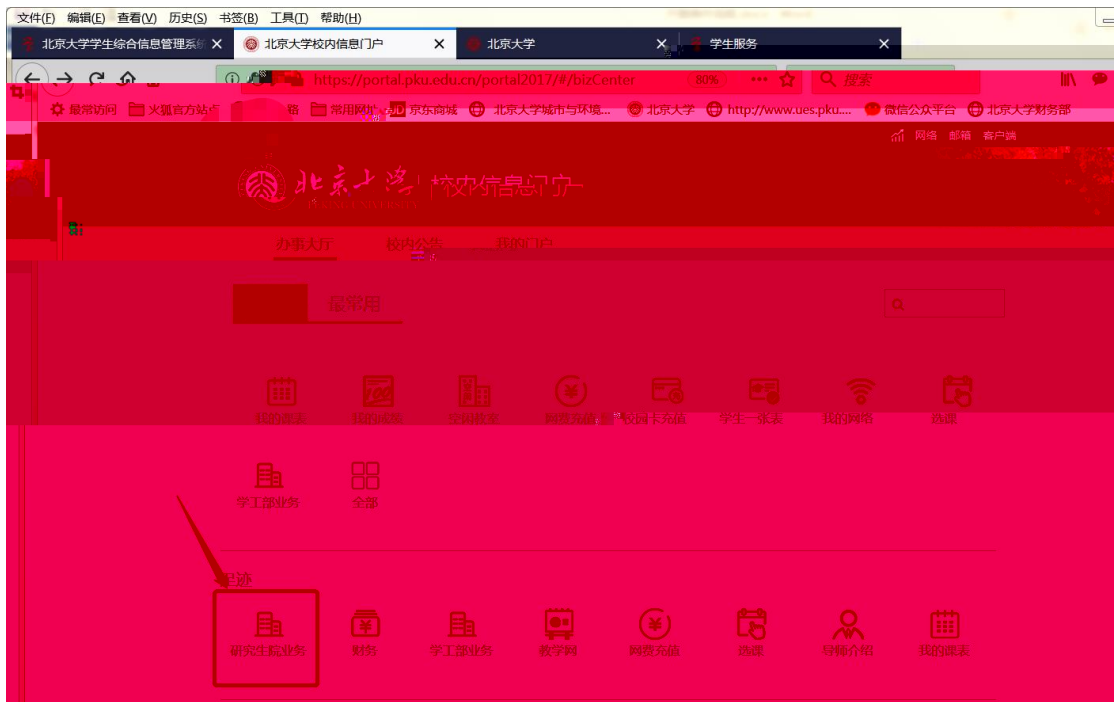 文件(F) 编辑(E) 查看(V) 历史(S) 书签(B) 工具(T) 帮助(H)
北京大学学生综合信息管理系统 北京大学校内信息门户 北京大学 学生服务
https://portal.pku.edu.cn/portal2017/#/bizCenter 80% 搜索
最常访问 火狐官方站点 常用网址 京东商城 北京大学城市与环境... 北京大学 http://www.ues.pku.... 微信公众平台 北京大学财务部
网络 邮箱 客户端
北京大学 校内信息门户
PEKING UNIVERSITY
办事大厅 校内公告 我的门户
最常用
我的课表 我的成绩 空闲教室 网费充值 校园卡充值 学生一张表 我的网络 选课
学工部业务 全部
足迹
研究生院业务 财务 学工部业务 教学网 网费充值 选课 导师介绍 我的课表